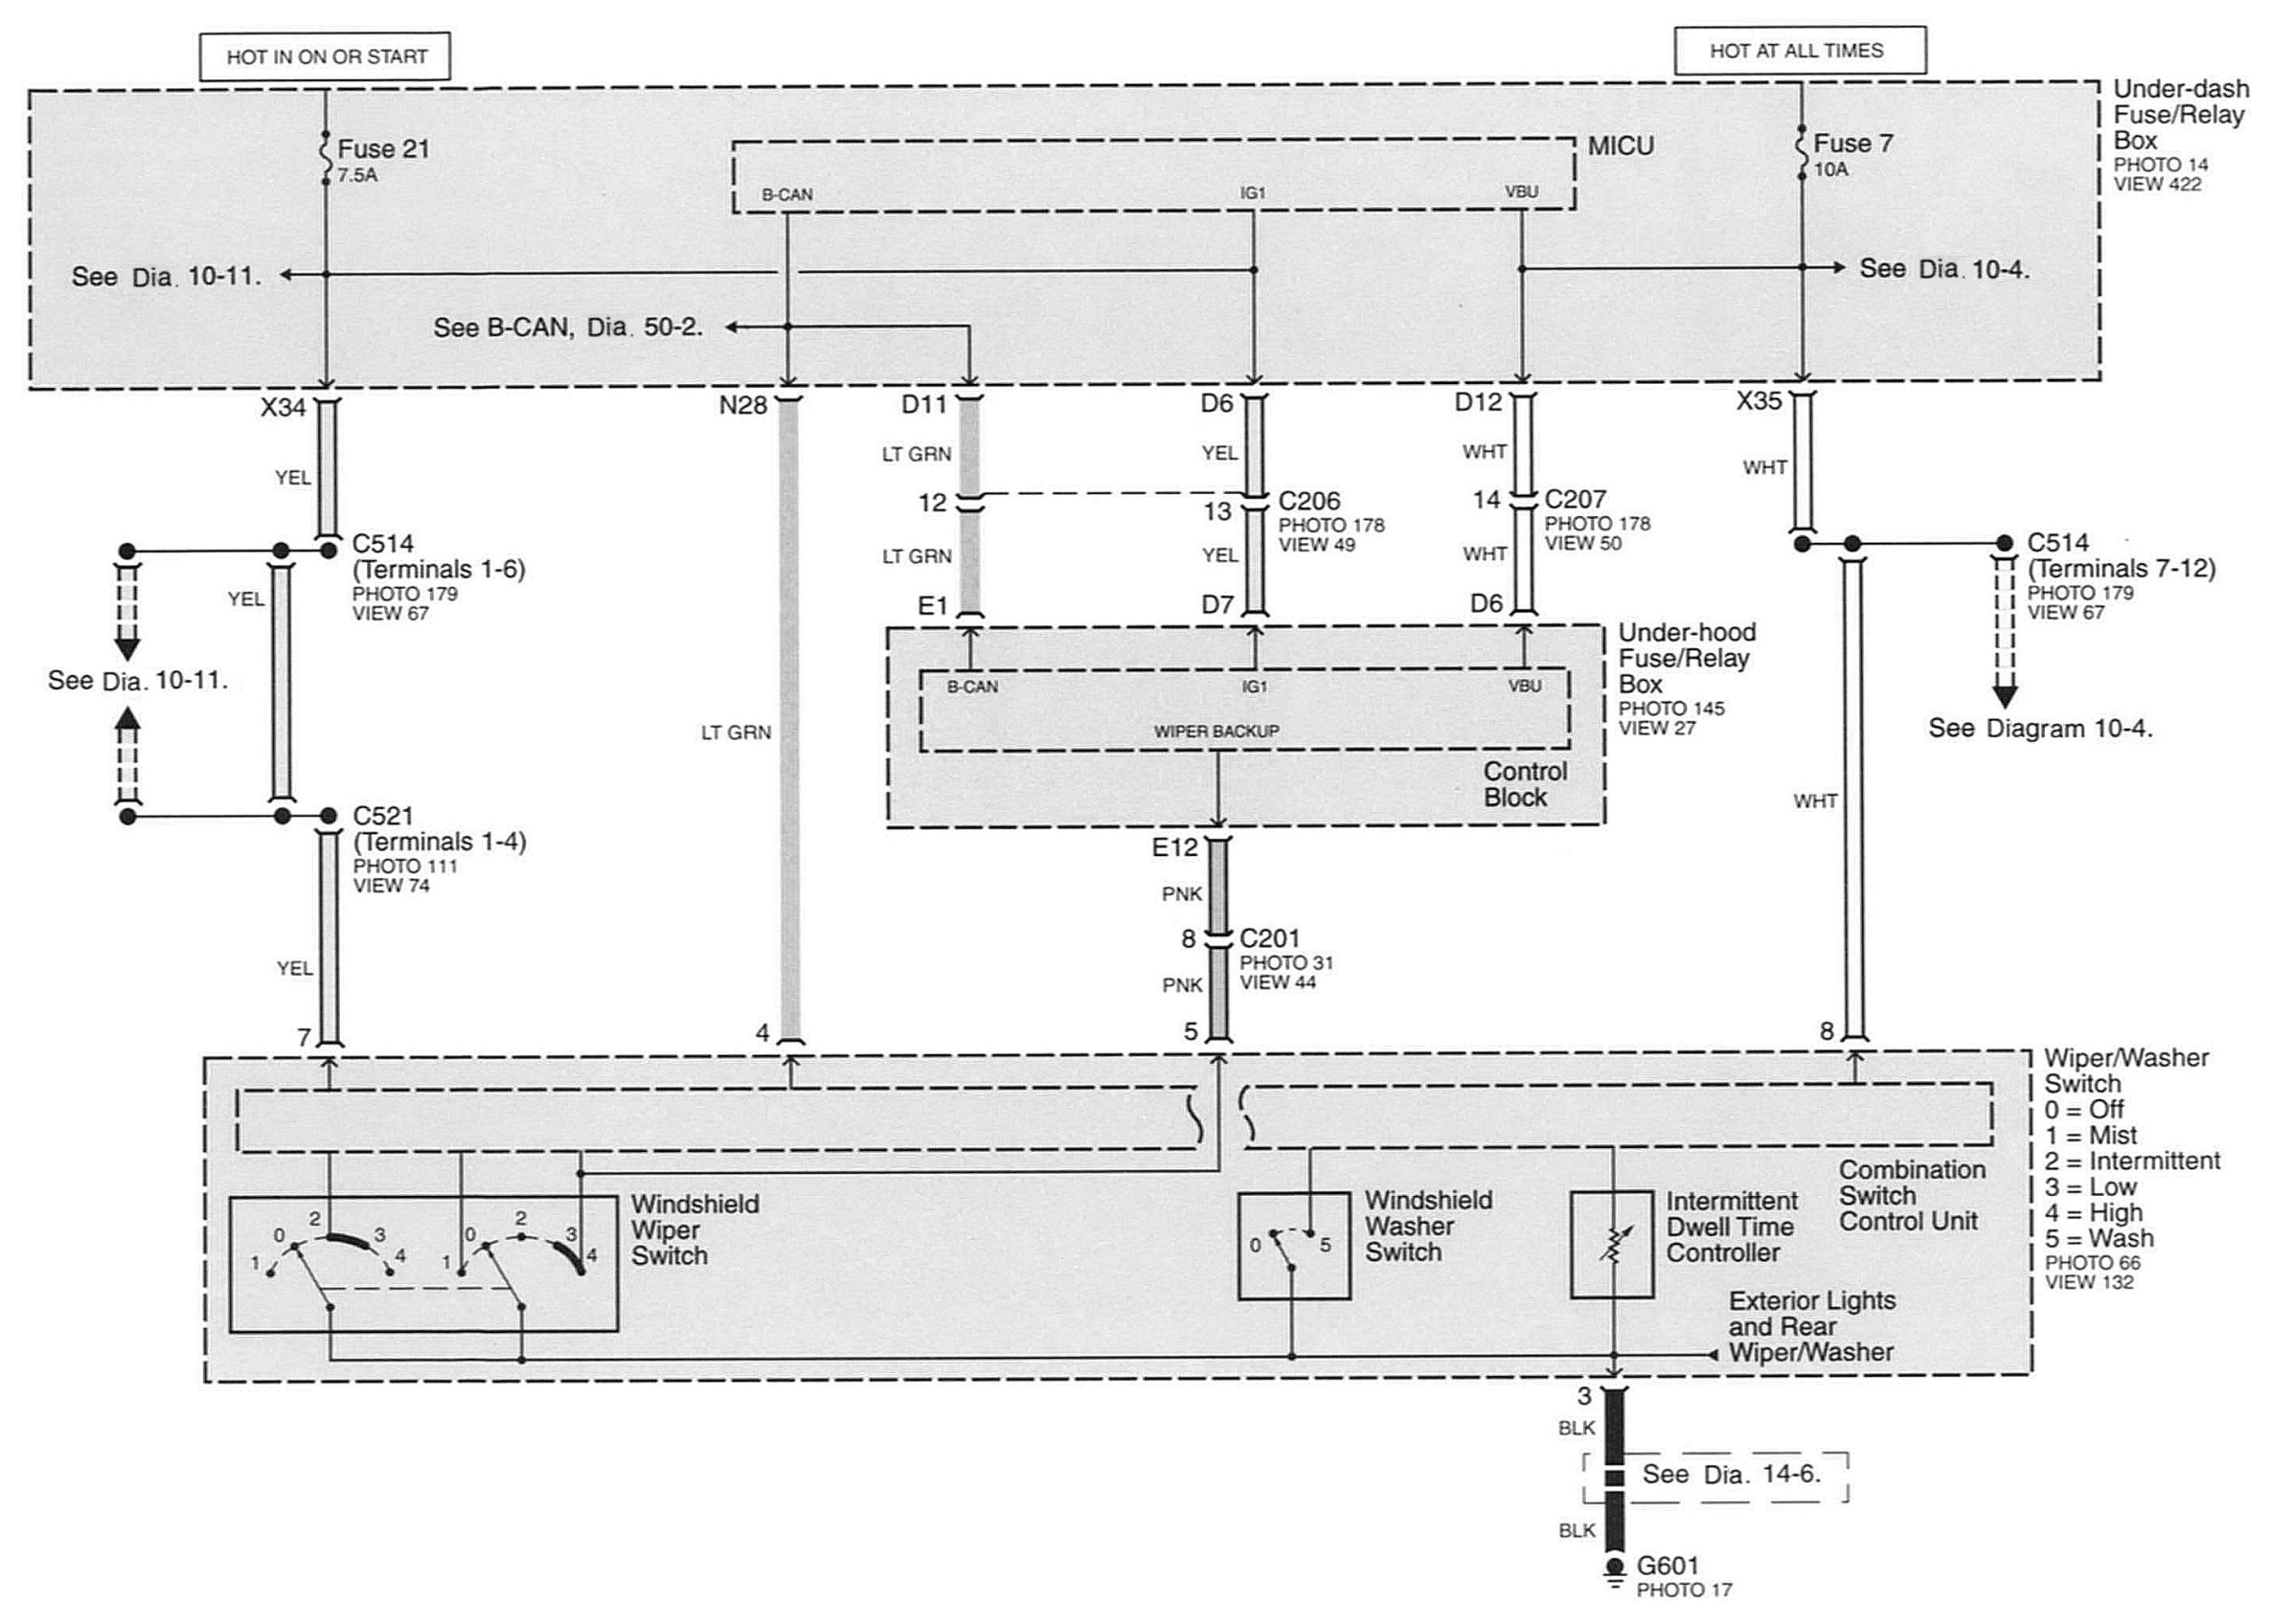 HOT IN ON OR START
HOT AT ALL TIMES
Under-dash
Fuse/Relay
Box
PHOTO 14
VIEW 422
Fuse 21
7.5A
MICU
B-CAN
IG1
VBU
Fuse 7
10A
See Dia. 10-11.
See Dia. 10-4.
See B-CAN, Dia. 50-2.
X34
N28
D11
D6
D12
X35
YEL
LT GRN
YEL
WHT
WHT
12
13
C206
PHOTO 178
VIEW 49
14
C207
PHOTO 178
VIEW 50
C514
(Terminals 1-6)
PHOTO 179
VIEW 67
YEL
LT GRN
YEL
WHT
C514
(Terminals 7-12)
PHOTO 179
VIEW 67
E1
D7
D6
Under-hood
Fuse/Relay
Box
PHOTO 145
VIEW 27
See Dia. 10-11.
B-CAN
IG1
VBU
WIPER BACKUP
Control
Block
See Diagram 10-4.
LT GRN
WHT
C521
(Terminals 1-4)
PHOTO 111
VIEW 74
E12
PNK
8
C201
PHOTO 31
VIEW 44
PNK
YEL
7
4
5
8
Wiper/Washer
Switch
0 = Off
1 = Mist
2 = Intermittent
3 = Low
4 = High
5 = Wash
PHOTO 66
VIEW 132
Combination
Switch
Control Unit
Windshield
Wiper
Switch
1
0
2
3
4
1
0
2
3
4
Windshield
Washer
Switch
0
5
Intermittent
Dwell Time
Controller
Exterior Lights
and Rear
Wiper/Washer
3
BLK
See Dia. 14-6.
BLK
G601
PHOTO 17